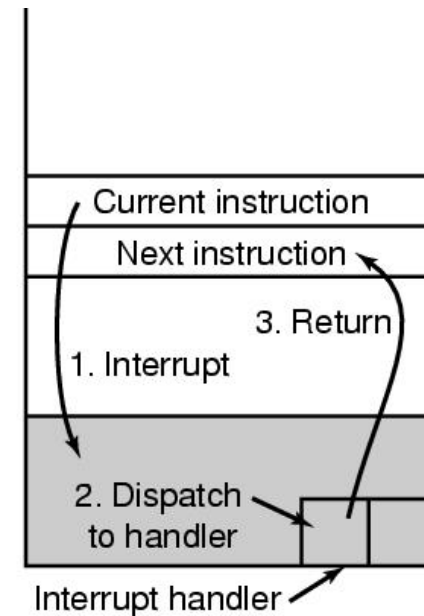 Current instruction
Next instruction
3. Return
1. Interrupt
2. Dispatch
to handler
Interrupt handler